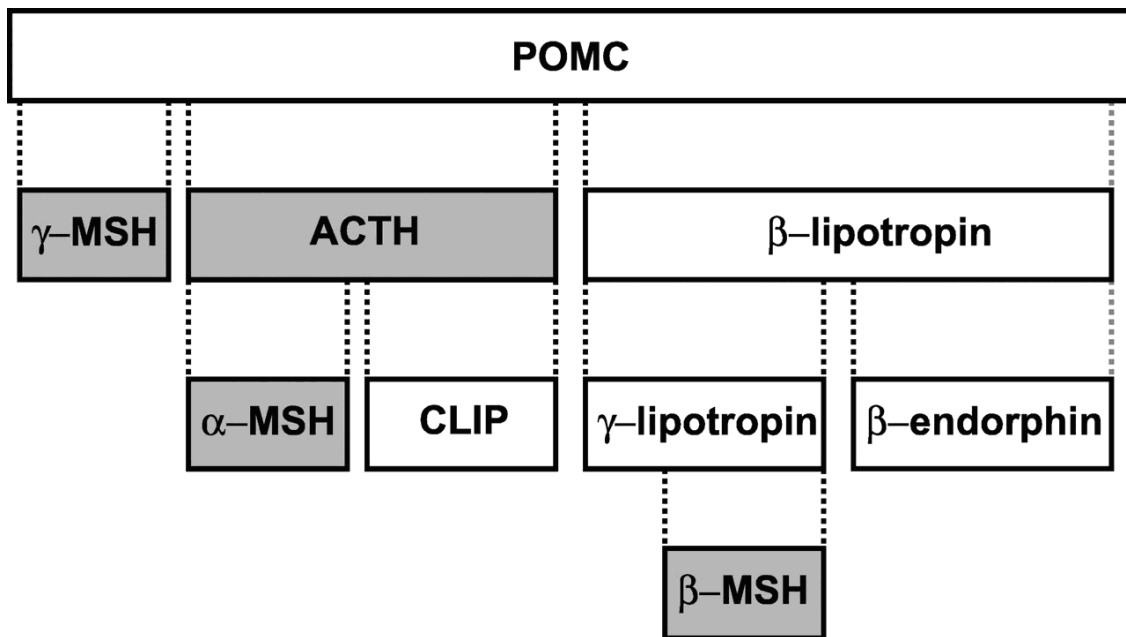 POMC
γ–MSH
ACTH
β–lipotropin
α–MSH
CLIP
γ–lipotropin
β–endorphin
β–MSH